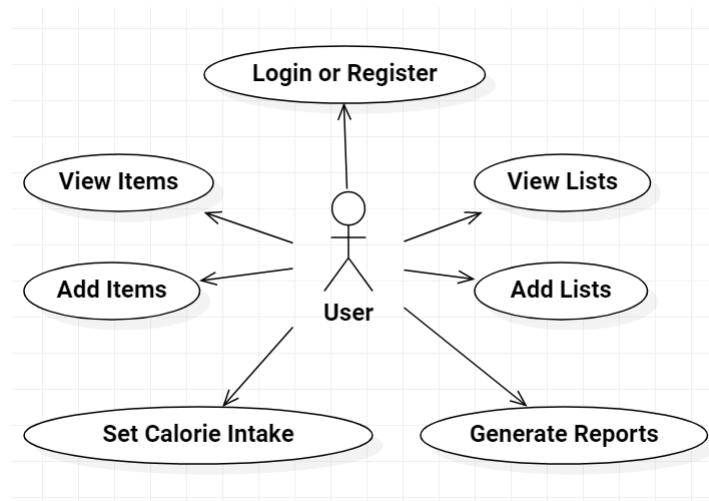 Login or Register
View Items
View Lists
Add Items
Add Lists
User
Set Calorie Intake
Generate Reports